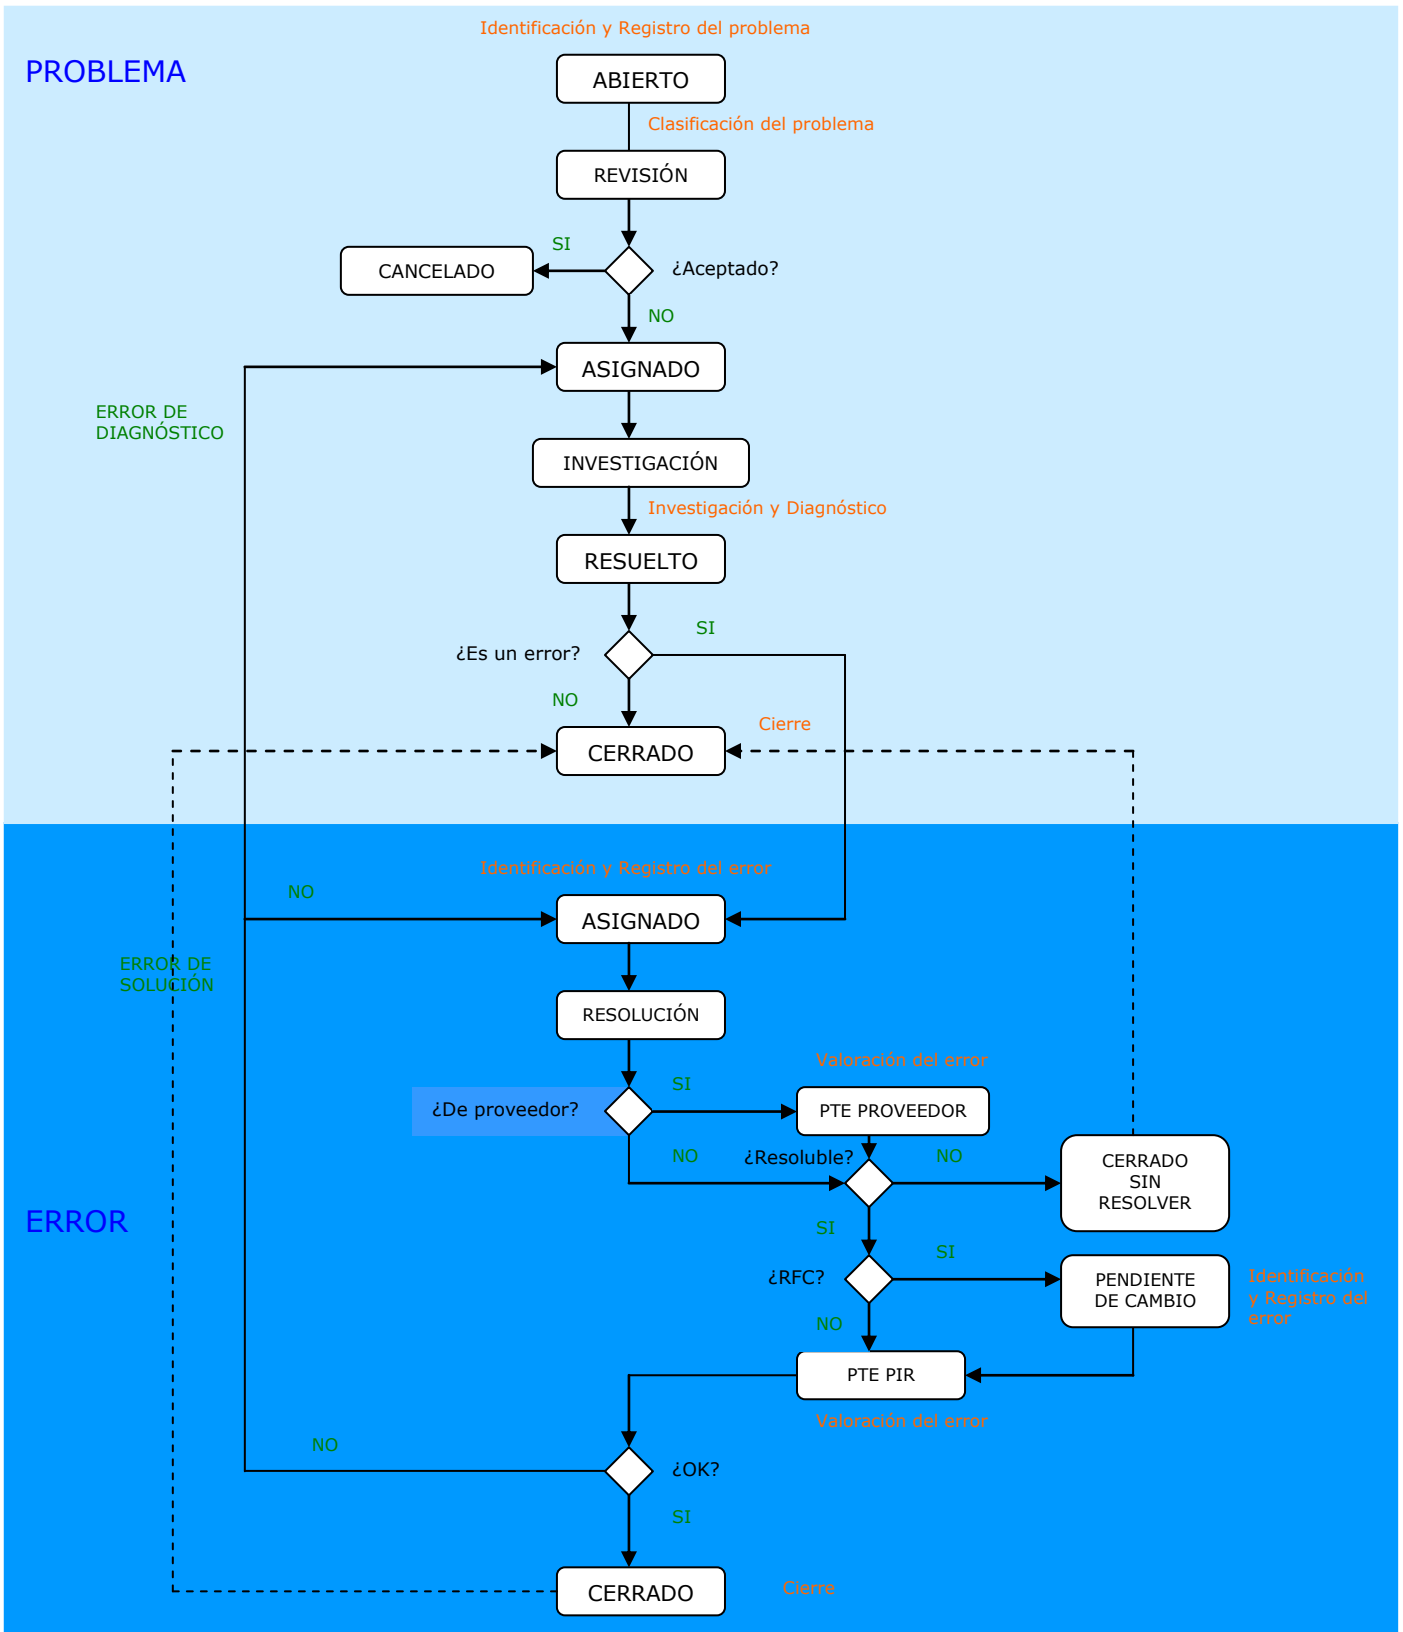 Identificación y Registro del problema
PROBLEMA
ABIERTO
Clasificación del problema
REVISIÓN
SI
CANCELADO
¿Aceptado?
NO
ASIGNADO
ERROR DE
DIAGNÓSTICO
INVESTIGACIÓN
Investigación y Diagnóstico
RESUELTO
SI
¿Es un error?
NO
Cierre
CERRADO
Identificación y Registro del error
NO
ASIGNADO
ERROR DE
SOLUCIÓN
RESOLUCIÓN
Valoración del error
SI
¿De proveedor?
PTE PROVEEDOR
NO
¿Resoluble?
NO
CERRADO
SIN
RESOLVER
ERROR
SI
SI
¿RFC?
PENDIENTE
DE CAMBIO
Identificación
y Registro del
error
NO
PTE PIR
Valoración del error
NO
¿OK?
SI
CERRADO
Cierre